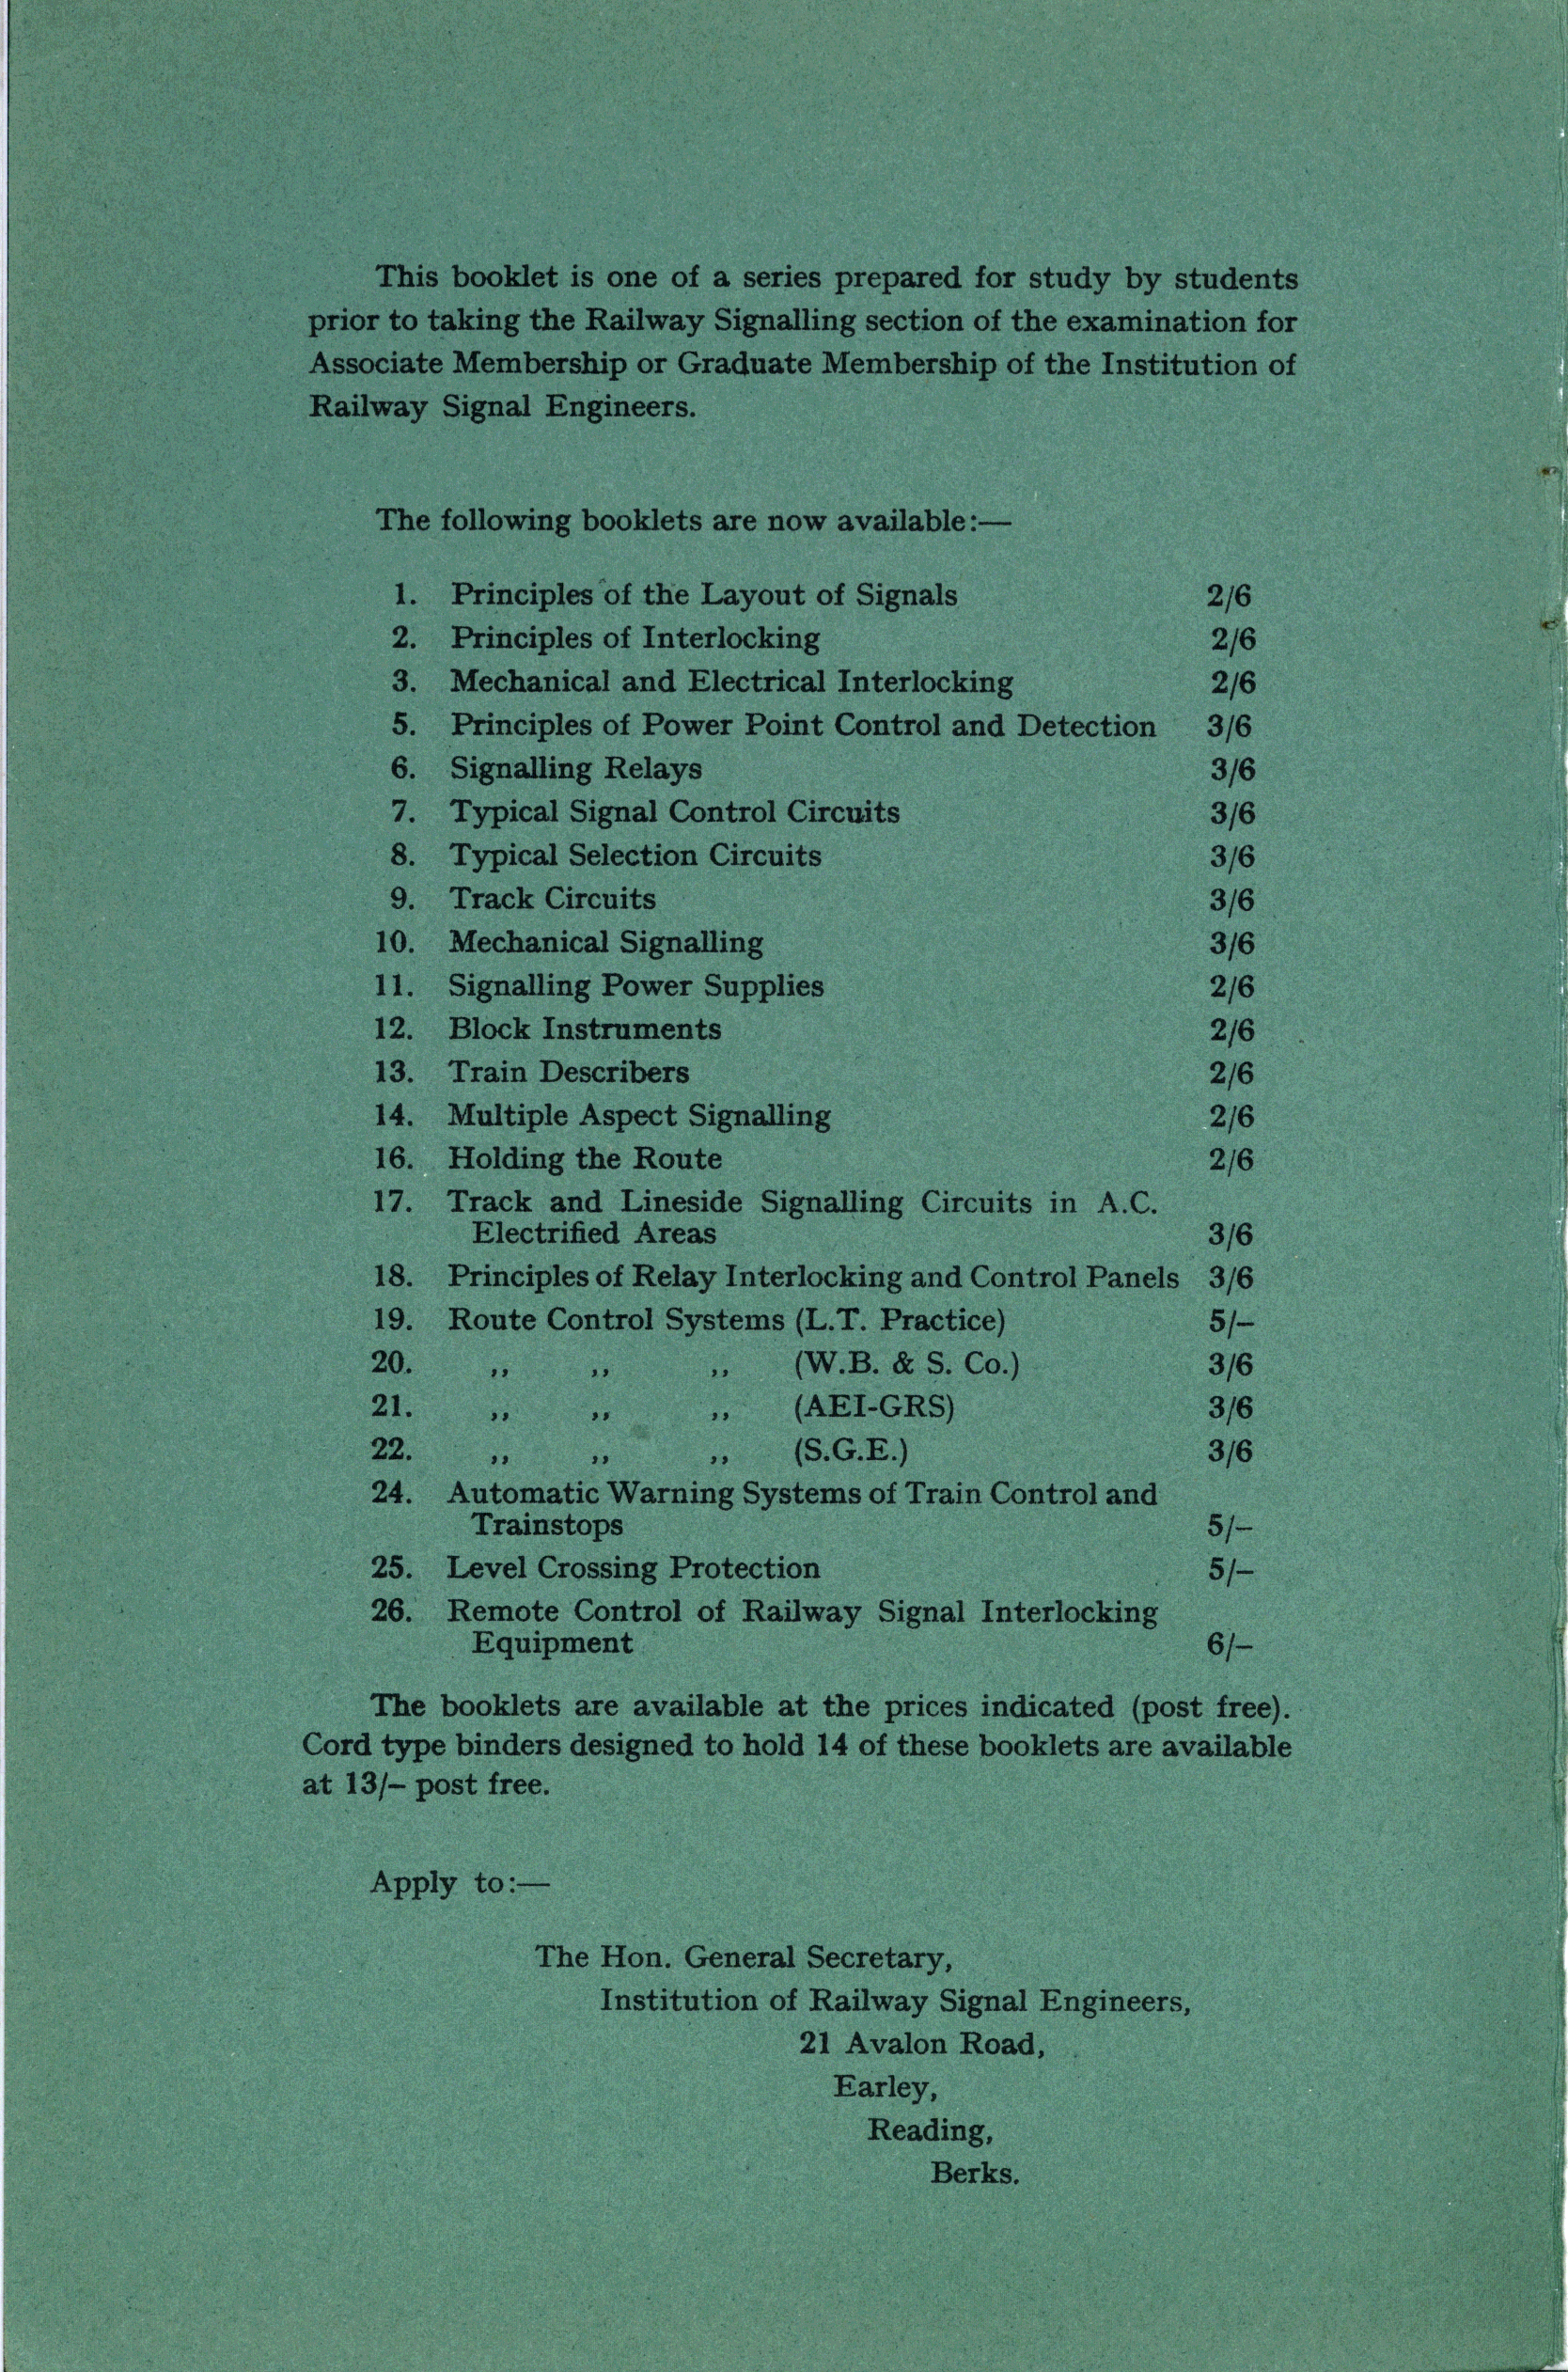 This booklet is one of a series prepared for study by students
prior to taking the Railway Signalling section of the examination for
Associate Membership or Graduate Membership of the Institution of
Railway Signal Engineers.
The following booklets are now available:—
1. Principles of the Layout of Signals 2/6
2. Principles of Interlocking 2/6
3. Mechanical and Electrical Interlocking 2/6
5. Principles of Power Point Control and Detection 3/6
6. Signalling Relays 3/6
7. Typical Signal Control Circuits 3/6
8. Typical Selection Circuits 3/6
9. Track Circuits 3/6
10. Mechanical Signalling 3/6
11. Signalling Power Supplies 2/6
12. Block Instruments 2/6
13. Train Describers 2/6
14. Multiple Aspect Signalling 2/6
16. Holding the Route 2/6
17. Track and Lineside Signalling Circuits in A.C.
Electrified Areas 3/6
18. Principles of Relay Interlocking and Control Panels 3/6
19. Route Control Systems (L.T. Practice) 5/–
20. ,, ,, ,, (W.B. & S. Co.) 3/6
21. ,, ,, ,, (AEI-GRS) 3/6
22. ,, ,, ,, (S.G.E.) 3/6
24. Automatic Warning Systems of Train Control and
Trainstops 5/–
25. Level Crossing Protection 5/–
26. Remote Control of Railway Signal Interlocking
Equipment 6/–
The booklets are available at the prices indicated (post free).
Cord type binders designed to hold 14 of these booklets are available
at 13/– post free.
Apply to:—
The Hon. General Secretary,
Institution of Railway Signal Engineers,
21 Avalon Road,
Earley,
Reading,
Berks.